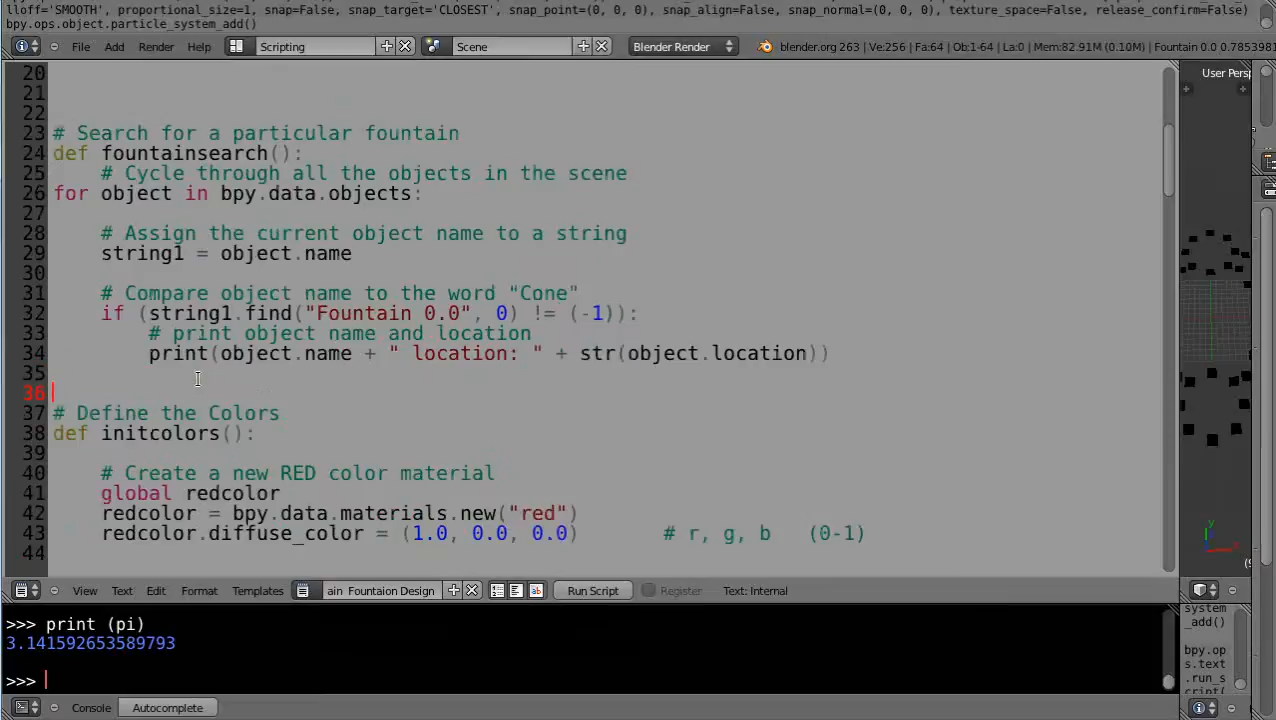 lloff='SMOOTH', proportional_size=1, snap=False, snap_target='CLOSEST', snap_point=(0, 0, 0), snap_align=False, snap_normal=(0, 0, 0), texture_space=False, release_confirm=False)
bpy.ops.object.particle_system_add()
File Add Render Help Scripting Scene Blender Render blender.org 263 | Ve:256 | Fa:64 | Ob:1-64 | La:0 | Mem:82.91M (0.10M) | Fountain 0.0 0.7853981
20
21
22
23 # Search for a particular fountain
24 def fountainsearch():
25     # Cycle through all the objects in the scene
26 for object in bpy.data.objects:
27
28     # Assign the current object name to a string
29     string1 = object.name
30
31     # Compare object name to the word "Cone"
32     if (string1.find("Fountain 0.0", 0) != (-1)):
33         # print object name and location
34         print(object.name + " location: " + str(object.location))
35
36
37 # Define the Colors
38 def initcolors():
39
40     # Create a new RED color material
41     global redcolor
42     redcolor = bpy.data.materials.new("red")
43     redcolor.diffuse_color = (1.0, 0.0, 0.0)       # r, g, b   (0-1)
44
User Persp
y
View Text Edit Format Templates ain Fountaion Design Run Script Register Text: Internal
>>> print (pi)
3.141592653589793
>>>
Console Autocomplete
system
_add()
bpy.op
s.text
.run_s
cript(